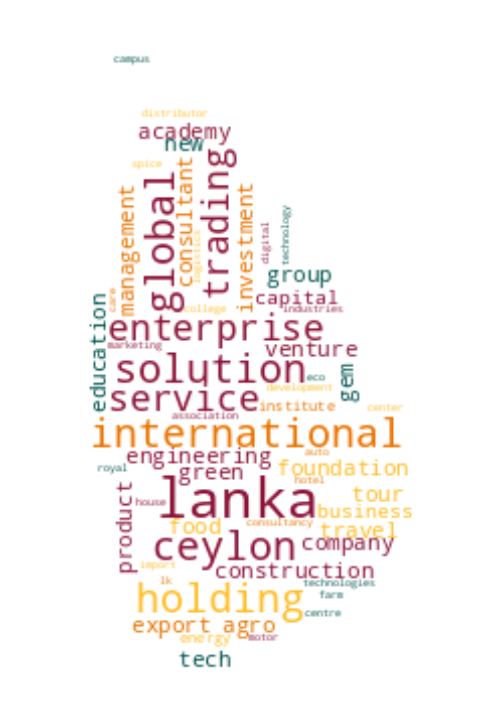 campus
distributor
academy
new
spice
global
trading
consultant
management
investment
logistics
digital
technology
group
care
college
capital
industries
education
enterprise
marketing
venture
solution
eco
gem
development
service
institute
center
association
international
engineering
auto
royal
green
foundation
hotel
lanka
tour
product
house
business
food
consultancy
travel
ceylon
company
import
construction
lk
technologies
holding
farm
centre
export
agro
energy
motor
tech